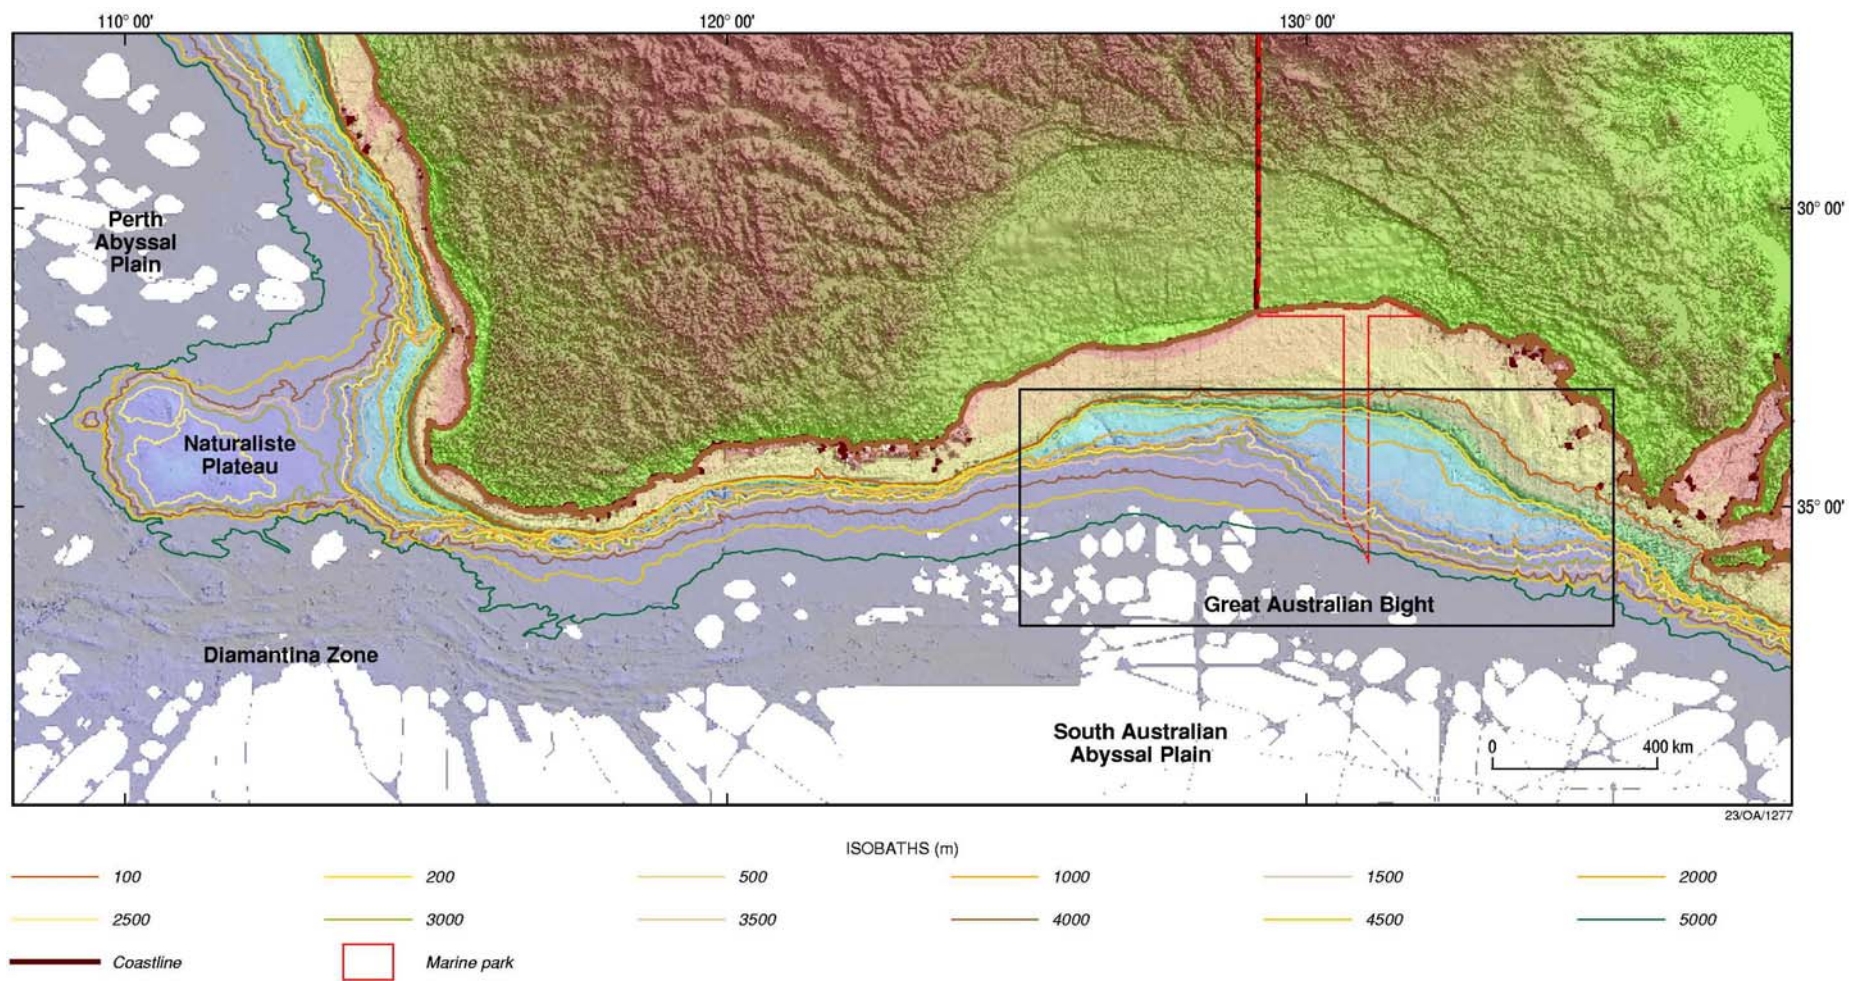 110° 00'
120° 00'
130° 00'
30° 00'
Perth
Abyssal
Plain
Naturaliste
Plateau
35° 00'
Great Australian Bight
Diamantina Zone
South Australian
Abyssal Plain
0
400 km
23/OA/1277
ISOBATHS (m)
100
200
500
1000
1500
2000
2500
3000
3500
4000
4500
5000
Coastline
Marine park